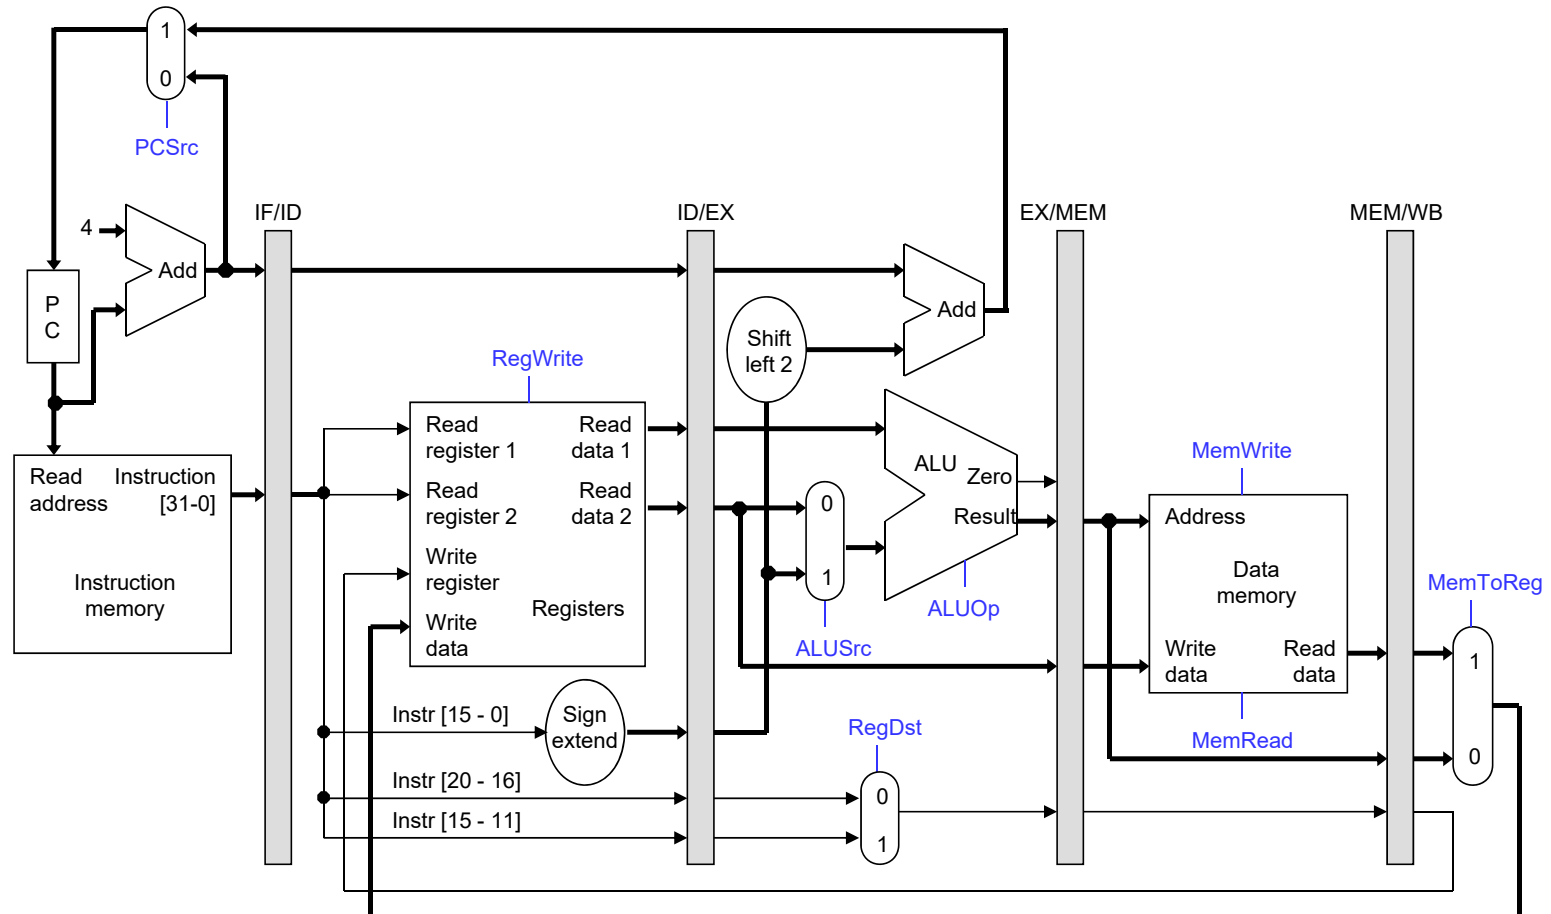 1
0
PCSrc
IF/ID
ID/EX
EX/MEM
MEM/WB
4
Add
P
C
Add
Shift
left 2
RegWrite
Read
register 1
Read
data 1
Read
register 2
Read
data 2
Write
register
Write
data
Registers
Read
address
Instruction
[31-0]
Instruction
memory
ALU
Zero
Result
0
1
ALUSrc
ALUOp
MemWrite
Address
Data
memory
Write
data
Read
data
MemRead
MemToReg
1
0
Instr [15 - 0]
Sign
extend
RegDst
Instr [20 - 16]
Instr [15 - 11]
0
1